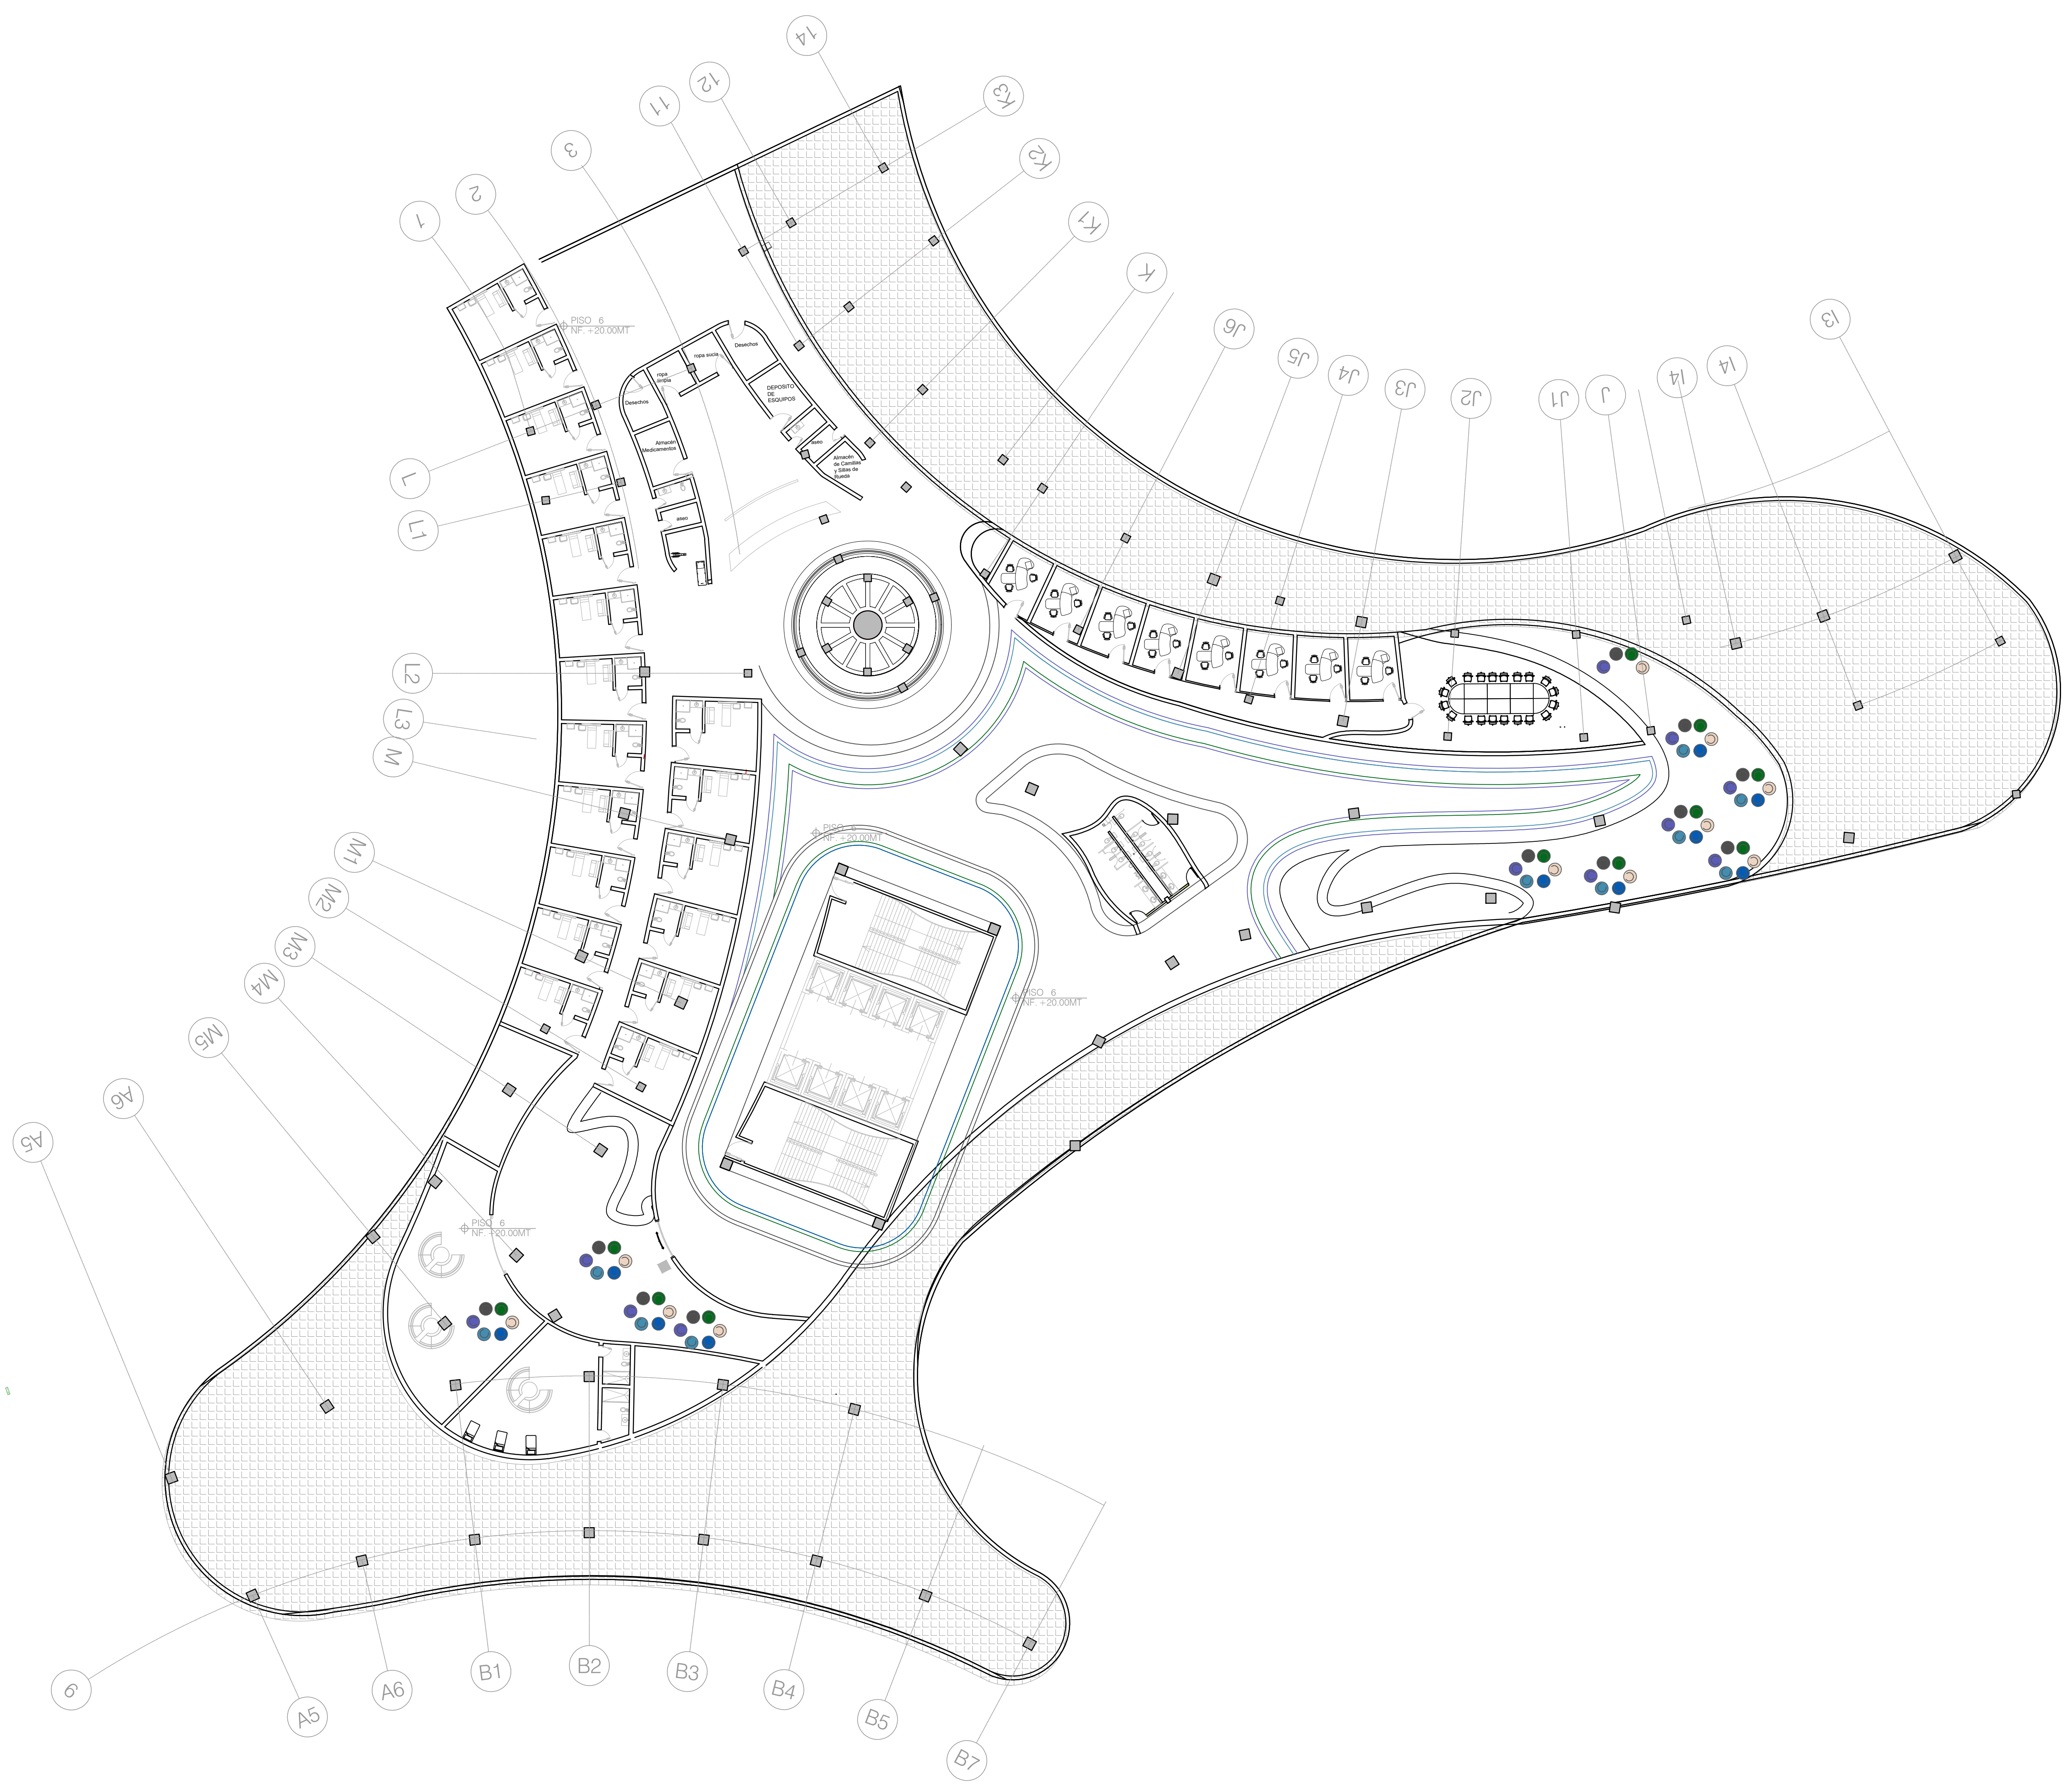 14
12
K3
11
3
K2
2
1
K1
K
PISO 6
NF. +20.00MT
J6
I3
J5
J4
J3
J2
J1
J
I4
I4
Desechos
ropa sucia
ropa
limpia
Desechos
DEPOSITO
DE
ESQUIPOS
Almacén
Medicamentos
aseo
Almacén
de Camillas
y Sillas de
Rueda
aseo
L
L1
L2
L3
M
PISO 6
NF. +20.00MT
M1
M2
M3
M4
M5
PISO 6
NF. +20.00MT
A6
A5
PISO 6
NF. +20.00MT
9
A5
A6
B1
B2
B3
B4
B5
B7